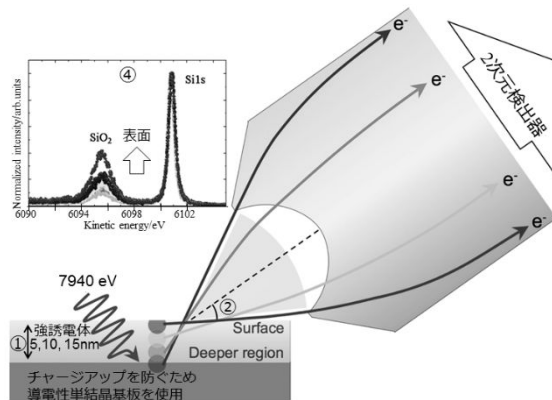 ④
Si1s
SiO₂
表面
Normalized intensity/arb.units
6090
6094
6098
6102
Kinetic energy/eV
e⁻
e⁻
e⁻
e⁻
2次元検出器
7940 eV
②
強誘電体
①
5,10, 15nm
Surface
Deeper region
チャージアップを防ぐため
導電性単結晶基板を使用